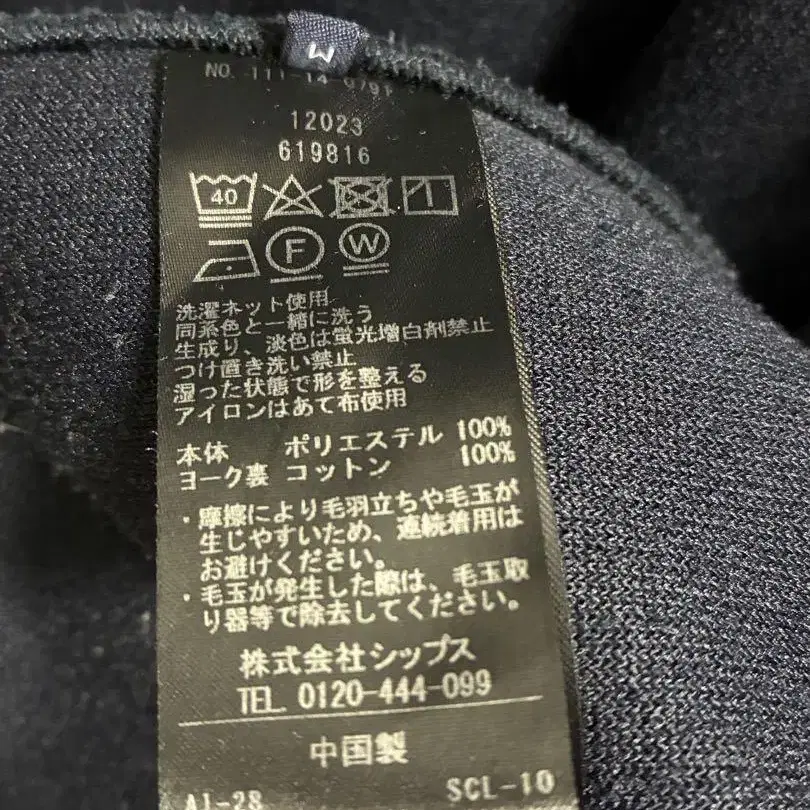 M
NO. 111-14
12023
619816
40
F W
洗濯ネット使用
同系色と一緒に洗う
生成り、淡色は蛍光増白剤禁止
つけ置き洗い禁止
湿った状態で形を整える
アイロンはあて布使用
本体 ポリエステル 100%
ヨーク裏 コットン 100%
・摩擦により毛羽立ちや毛玉が
生じやすいため、連続着用は
お避けください。
・毛玉が発生した際は、毛玉取
り器等で除去してください。
株式会社シップス
TEL. 0120-444-099
中国製
AI-28 SCL-10